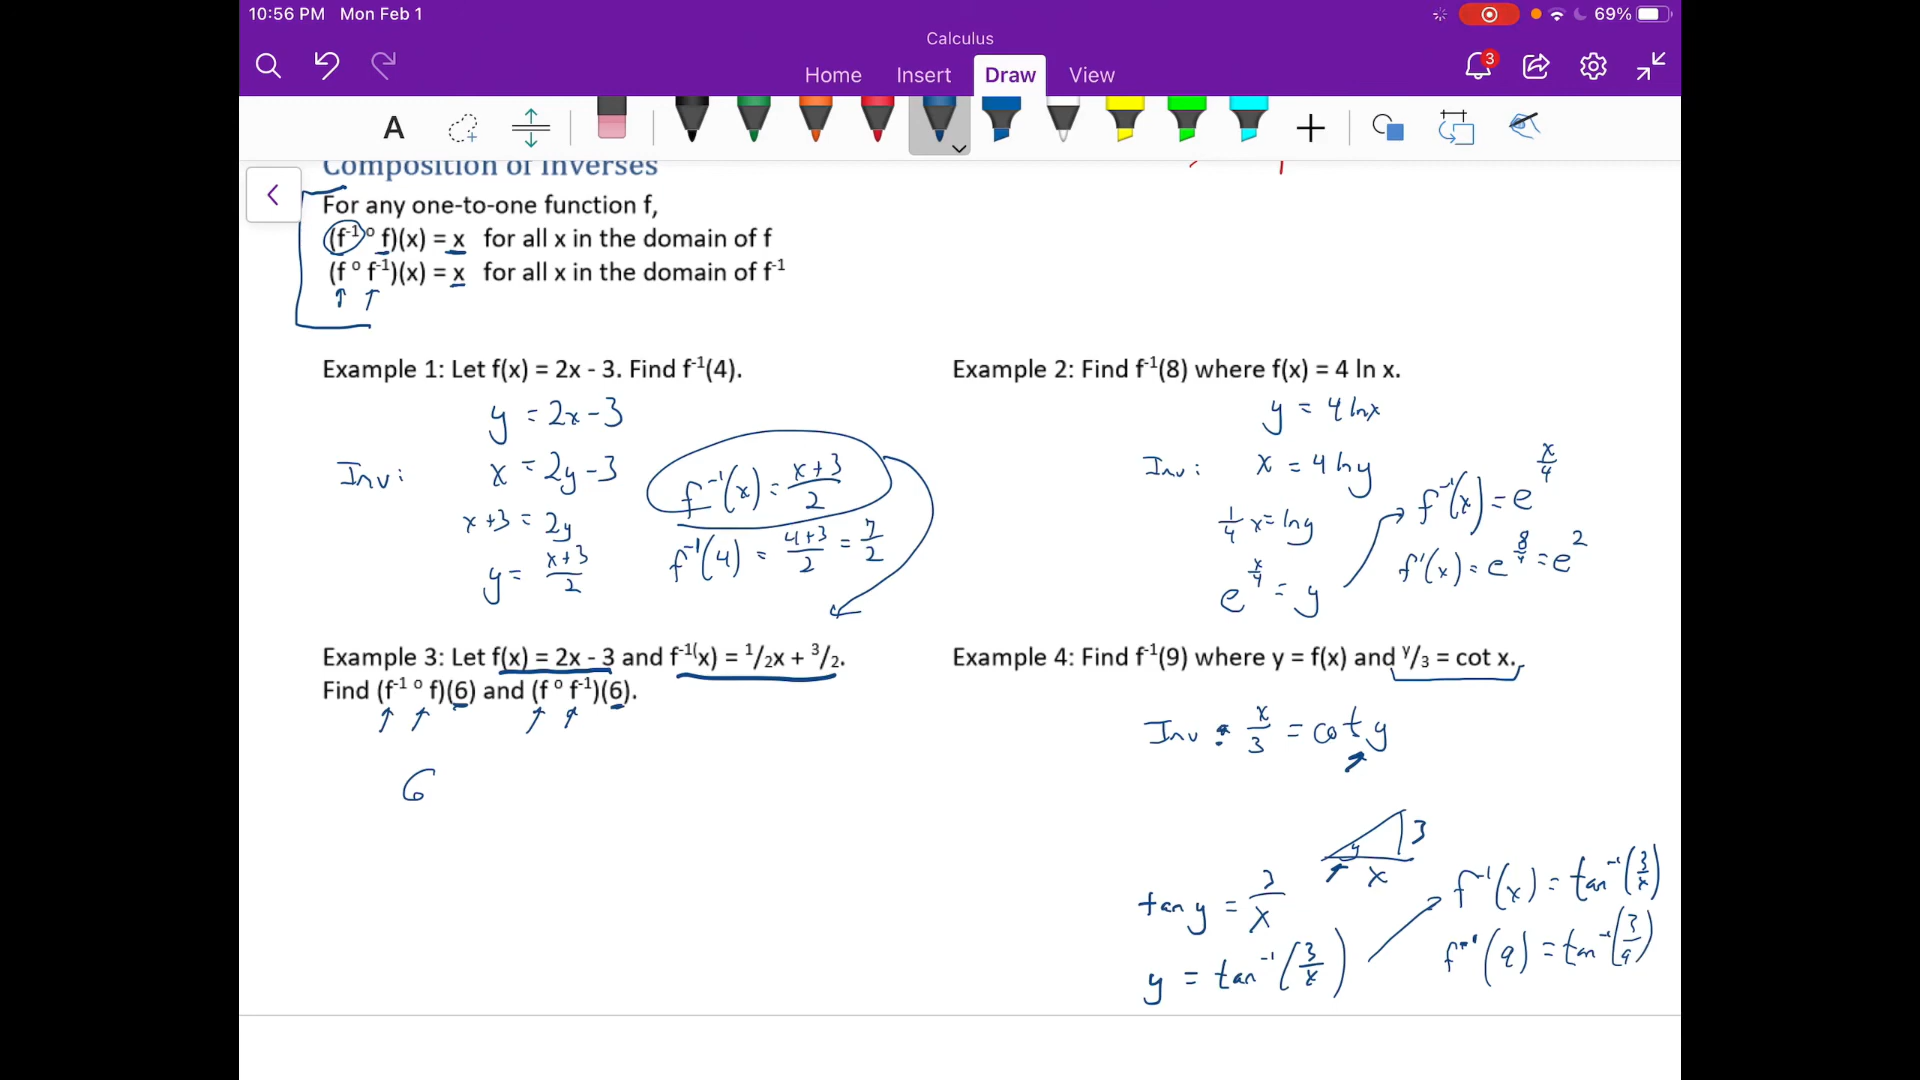 10:56 PM Mon Feb 1
69%
Calculus
Home Insert Draw View
3
A
Composition of Inverses
For any one-to-one function f,
(f⁻¹ ° f)(x) = x for all x in the domain of f
(f ° f⁻¹)(x) = x for all x in the domain of f⁻¹
Example 1: Let f(x) = 2x - 3. Find f⁻¹(4).
y = 2x - 3
Inv: x = 2y - 3
x + 3 = 2y
y = (x+3)/2
f⁻¹(x) = (x+3)/2
f⁻¹(4) = (4+3)/2 = 7/2
Example 2: Find f⁻¹(8) where f(x) = 4 ln x.
y = 4 ln x
Inv: x = 4 ln y
1/4 x = ln y
e^(x/4) = y
f⁻¹(x) = e^(x/4)
f'(x) = e^(8/4) = e²
Example 3: Let f(x) = 2x - 3 and f⁻¹⁽x) = ¹/₂x + ³/₂.
Find (f⁻¹ ° f)(6) and (f ° f⁻¹)(6).
6
Example 4: Find f⁻¹(9) where y = f(x) and ʸ/₃ = cot x.
Inv: x/3 = cot y
y 3
x
tan y = 3/x
y = tan⁻¹(3/x)
f⁻¹(x) = tan⁻¹(3/x)
f⁻¹(9) = tan⁻¹(3/9)